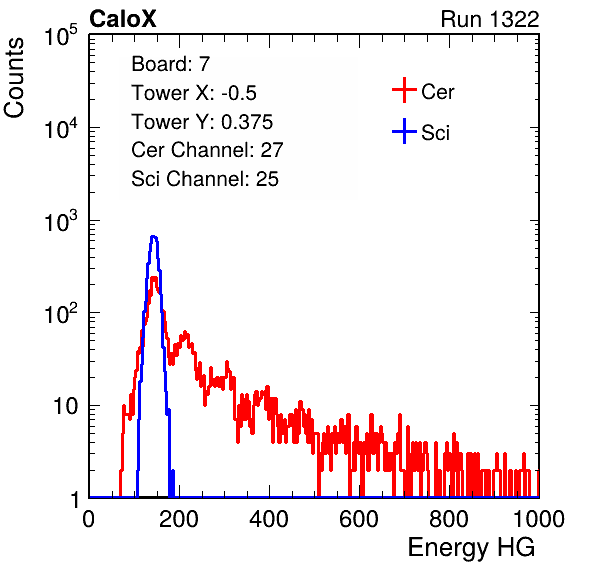 CaloX Run 1322
Counts
Board: 7
Tower X: -0.5
Tower Y: 0.375
Cer Channel: 27
Sci Channel: 25
Cer
Sci
10^5
10^4
10^3
10^2
10
1
0 200 400 600 800 1000
Energy HG